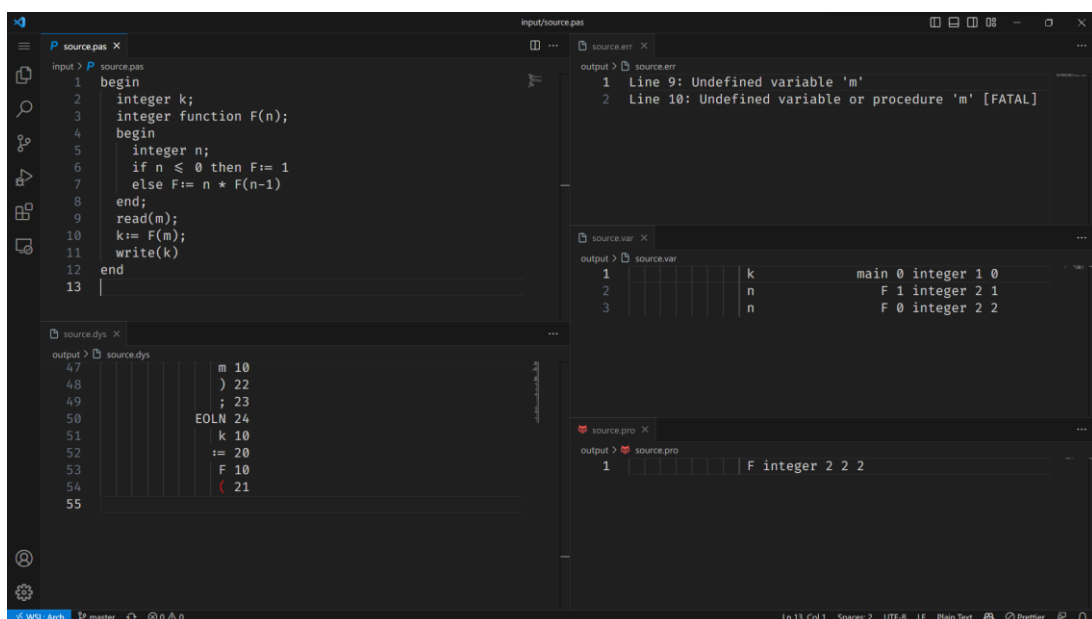 input/source.pas
source.pas
input > source.pas
1 begin
2 integer k;
3 integer function F(n);
4 begin
5 integer n;
6 if n ⩽ 0 then F:= 1
7 else F:= n * F(n-1)
8 end;
9 read(m);
10 k:= F(m);
11 write(k)
12 end
13
source.dys
output > source.dys
47 m 10
48 ) 22
49 ; 23
50 EOLN 24
51 k 10
52 := 20
53 F 10
54 ( 21
55
source.err
output > source.err
1 Line 9: Undefined variable 'm'
2 Line 10: Undefined variable or procedure 'm' [FATAL]
source.var
output > source.var
1 k main 0 integer 1 0
2 n F 1 integer 2 1
3 n F 0 integer 2 2
source.pro
output > source.pro
1 F integer 2 2 2
WSL: Arch master 0 0 Ln 13, Col 1 Spaces: 2 UTF-8 LF Plain Text Prettier